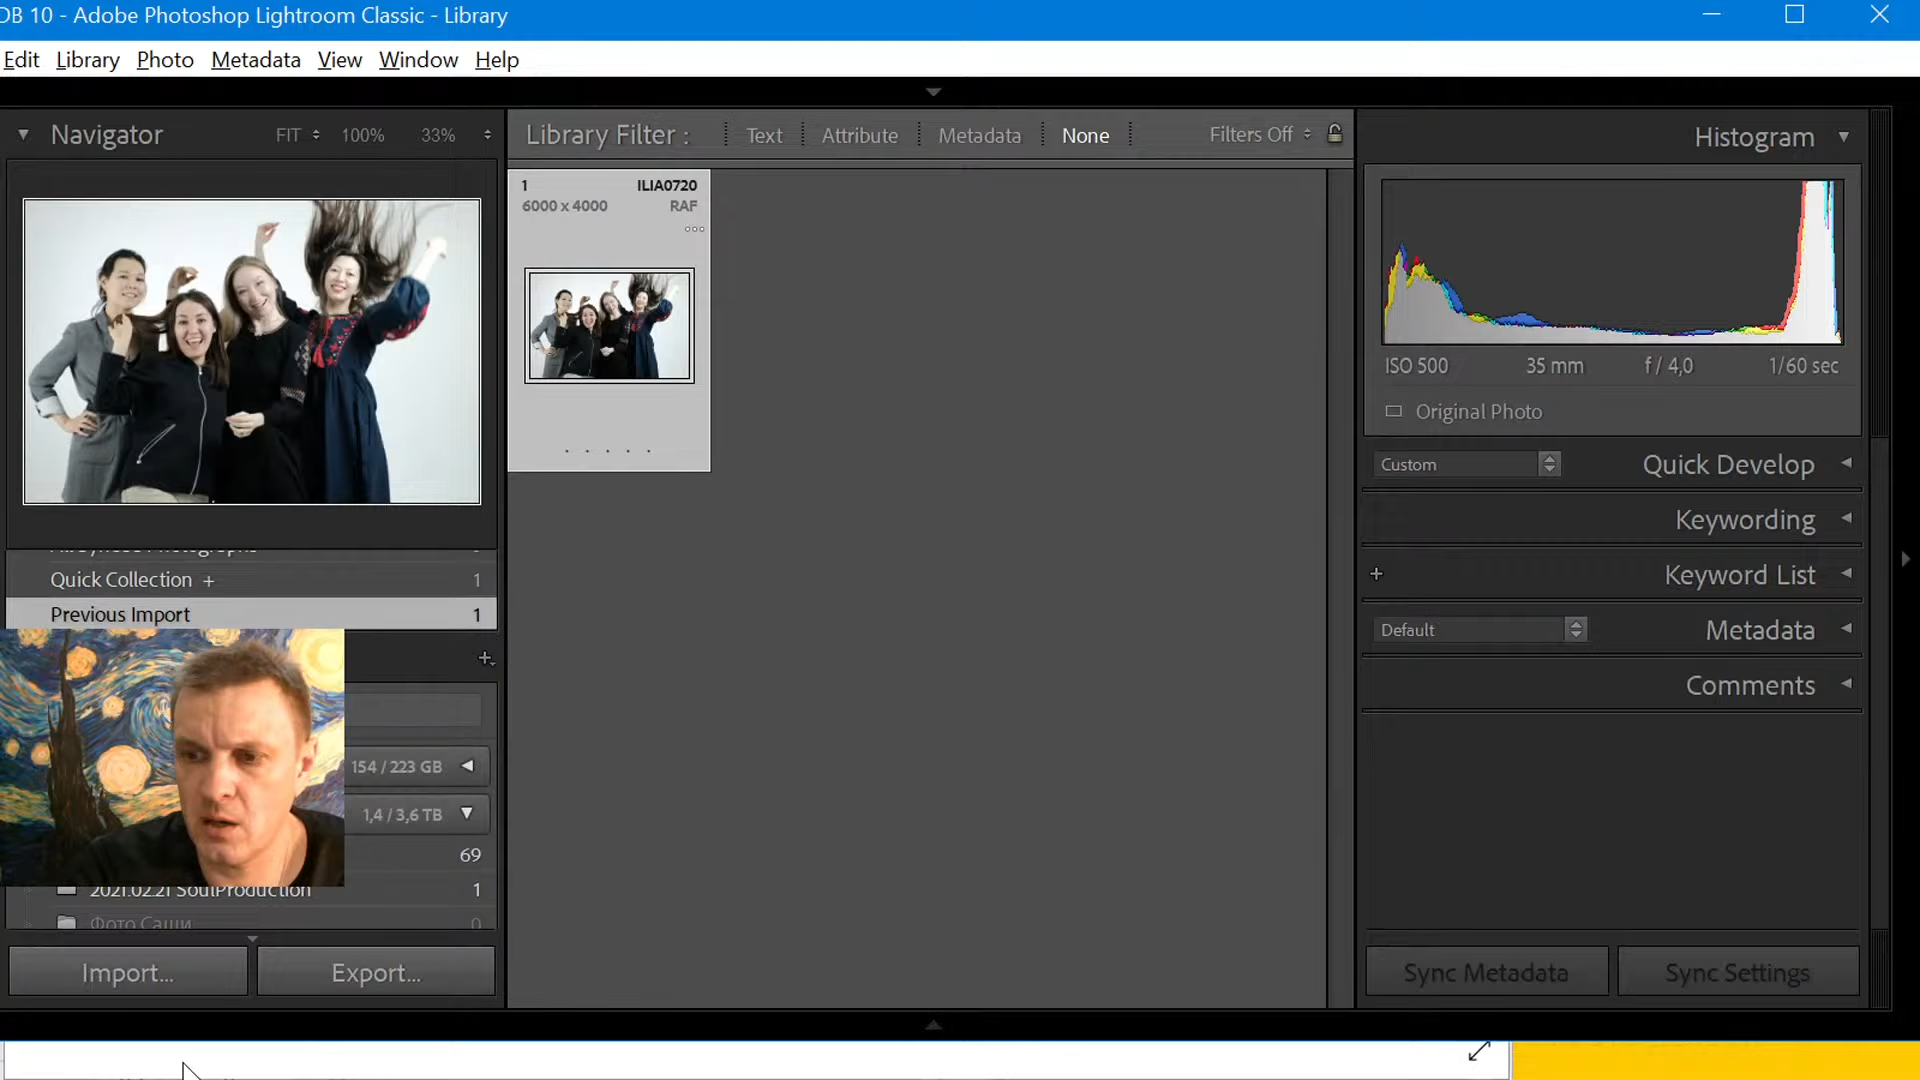 DB 10 - Adobe Photoshop Lightroom Classic - Library
Edit Library Photo Metadata View Window Help
Navigator FIT 100% 33%
Library Filter : Text Attribute Metadata None Filters Off
Histogram
1 ILIA0720
6000 x 4000 RAF
ISO 500 35 mm f / 4,0 1/60 sec
Original Photo
Custom Quick Develop
Keywording
+ Keyword List
Default Metadata
Comments
Quick Collection + 1
Previous Import 1
154 / 223 GB
1,4 / 3,6 TB
69
2021.02.21 SoulProduction 1
Фото Саши 0
Import... Export...
Sync Metadata Sync Settings